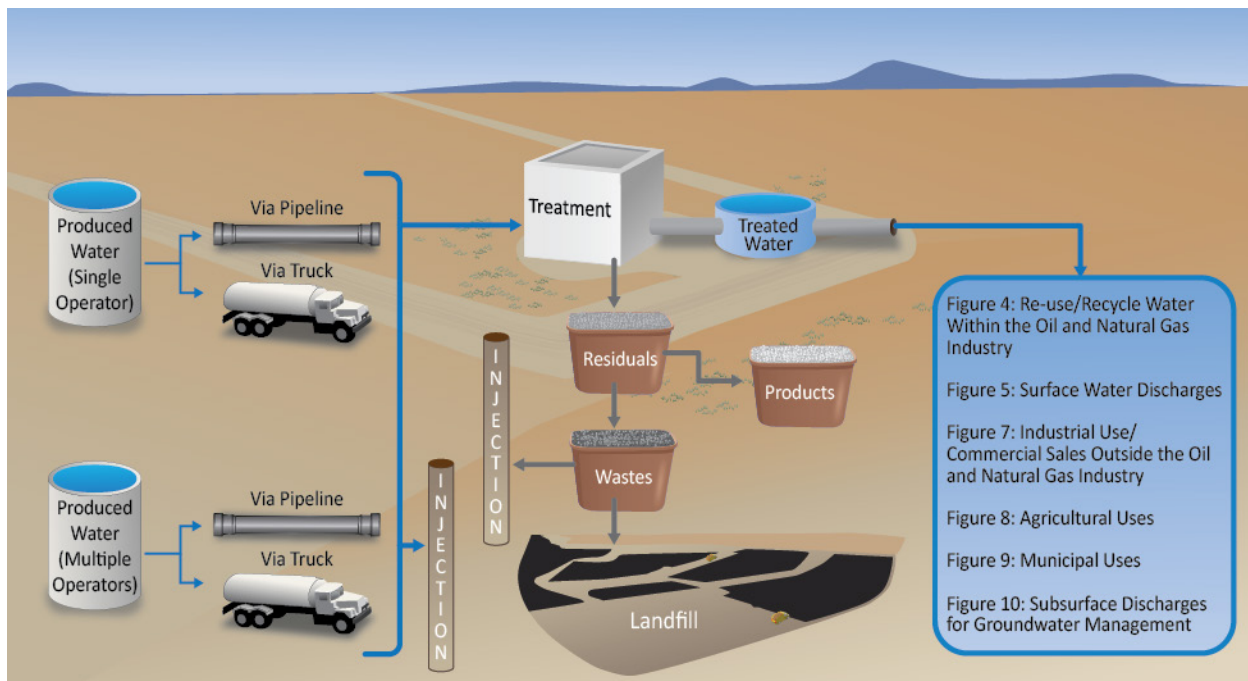 Produced
Water
(Single
Operator)
Via Pipeline
Via Truck
Treatment
Treated
Water
Residuals
Products
Wastes
INJECTION
Landfill
Produced
Water
(Multiple
Operators)
Via Pipeline
Via Truck
INJECTION
Figure 4: Re-use/Recycle Water
Within the Oil and Natural Gas
Industry
Figure 5: Surface Water Discharges
Figure 7: Industrial Use/
Commercial Sales Outside the Oil
and Natural Gas Industry
Figure 8: Agricultural Uses
Figure 9: Municipal Uses
Figure 10: Subsurface Discharges
for Groundwater Management